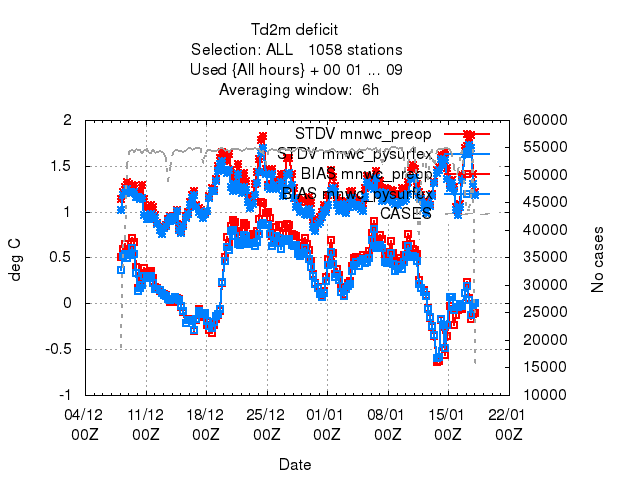 Td2m deficit
Selection: ALL   1058 stations
Used {All hours} + 00 01 ... 09
Averaging window:  6h
STDV mnwc_preop
STDV mnwc_pysurfex
BIAS mnwc_preop
BIAS mnwc_pysurfex
CASES
deg C
2
1.5
1
0.5
0
-0.5
-1
No cases
60000
55000
50000
45000
40000
35000
30000
25000
20000
15000
10000
04/12 11/12 18/12 25/12 01/01 08/01 15/01 22/01
00Z 00Z 00Z 00Z 00Z 00Z 00Z 00Z
Date